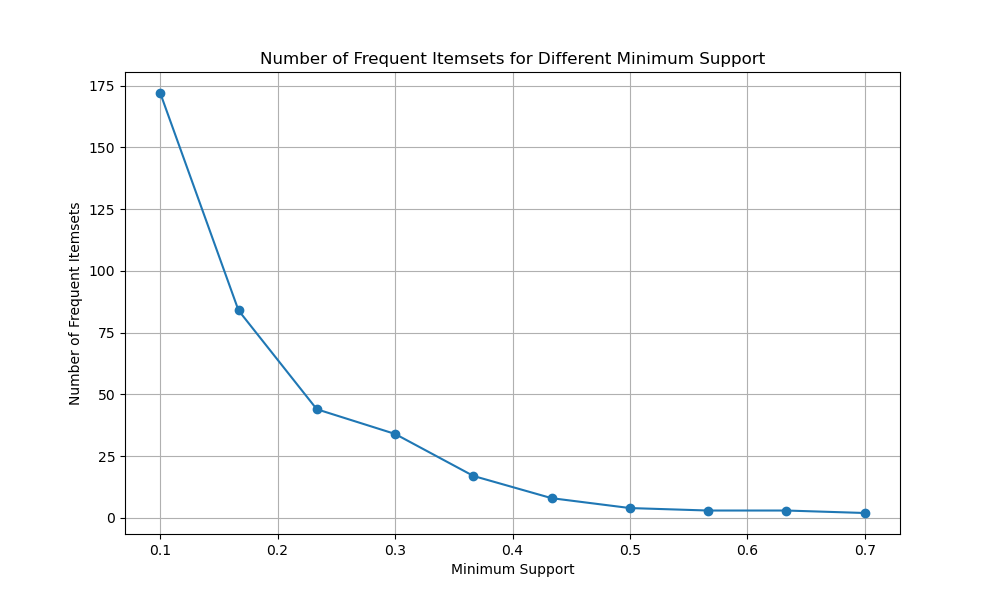 Number of Frequent Itemsets for Different Minimum Support
Number of Frequent Itemsets
175
150
125
100
75
50
25
0
0.1 0.2 0.3 0.4 0.5 0.6 0.7
Minimum Support